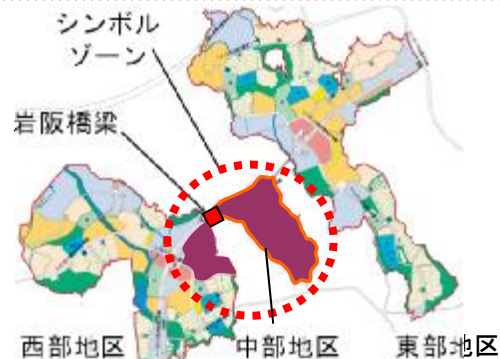 シンボル
ゾーン
岩阪橋梁
西部地区
中部地区
東部地区